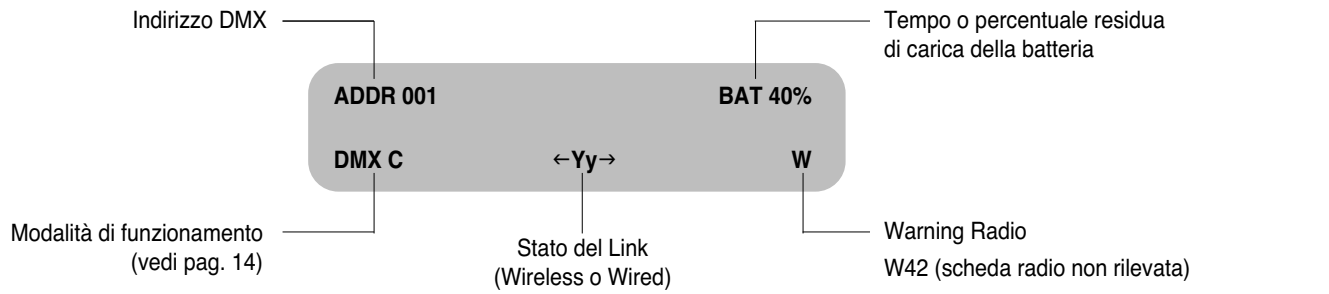 Indirizzo DMX
Tempo o percentuale residua
di carica della batteria
ADDR 001
BAT 40%
DMX C
←Yy→
W
Modalità di funzionamento
(vedi pag. 14)
Stato del Link
(Wireless o Wired)
Warning Radio
W42 (scheda radio non rilevata)